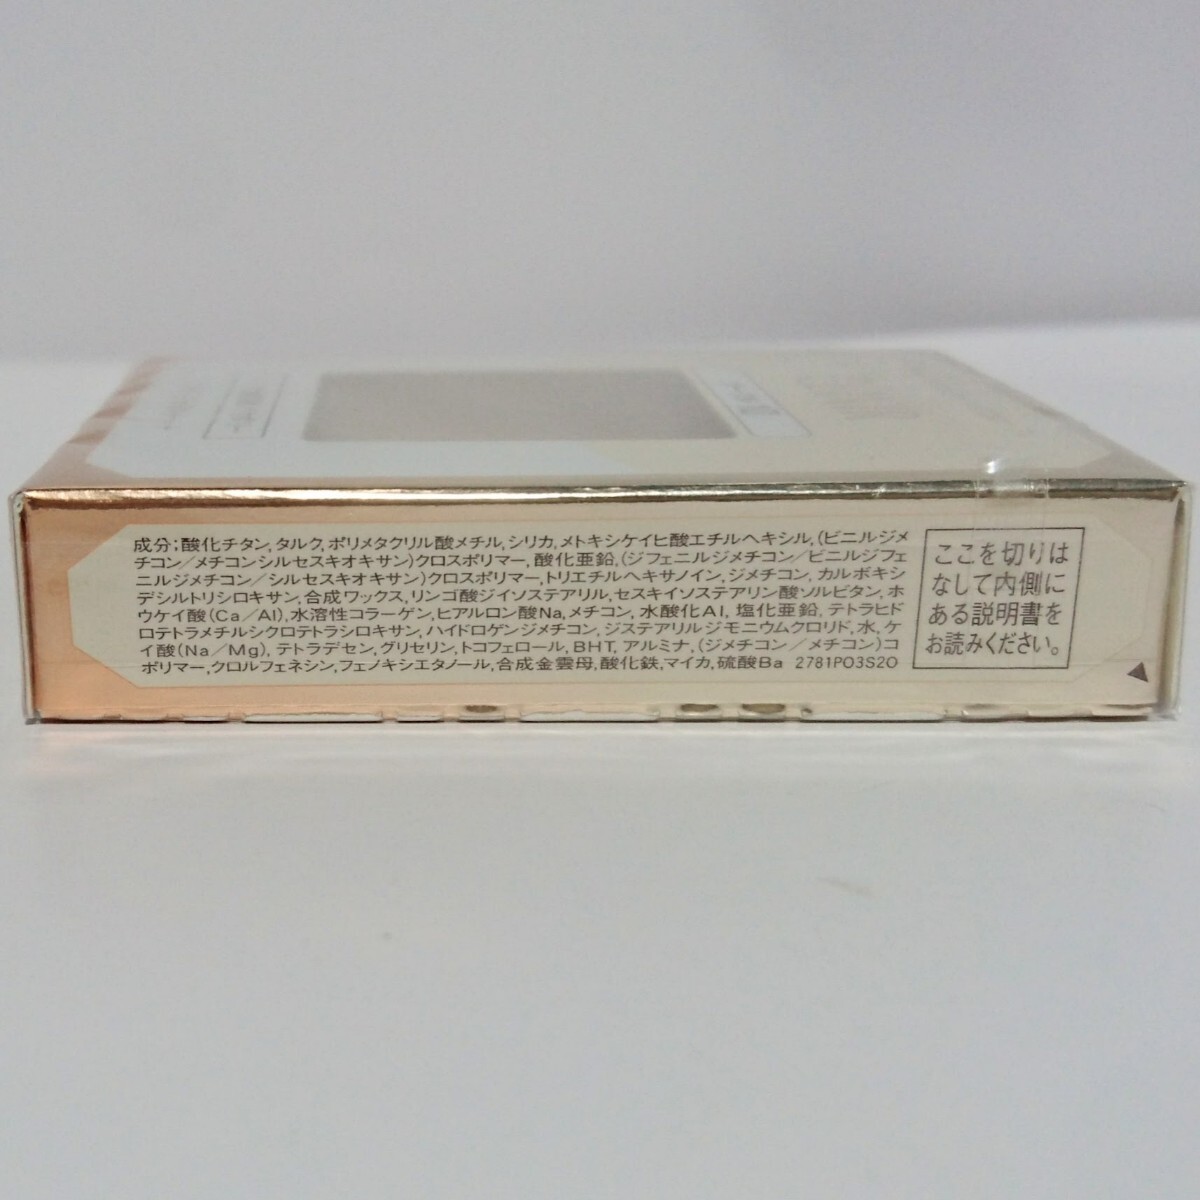 成分；酸化チタン,タルク,ポリメタクリル酸メチル,シリカ,メトキシケイヒ酸エチルヘキシル,(ビニルジメ
チコン／メチコンシルセスキオキサン)クロスポリマー,酸化亜鉛,(ジフェニルジメチコン／ビニルジフェ
ニルジメチコン／シルセスキオキサン)クロスポリマー,トリエチルヘキサノイン,ジメチコン,カルボキシ
デシルトリシロキサン,合成ワックス,リンゴ酸ジイソステアリル,セスキイソステアリン酸ソルビタン,ホ
ウケイ酸(Ca／Al),水溶性コラーゲン,ヒアルロン酸Na,メチコン,水酸化Al,塩化亜鉛,テトラヒド
ロテトラメチルシクロテトラシロキサン,ハイドロゲンジメチコン,ジステアリルジモニウムクロリド,水,ケ
イ酸(Na／Mg),テトラデセン,グリセリン,トコフェロール,BHT,アルミナ,(ジメチコン／メチコン)コ
ポリマー,クロルフェネシン,フェノキシエタノール,合成金雲母,酸化鉄,マイカ,硫酸Ba 2781P03S20
ここを切りは
なして内側に
ある説明書を
お読みください。